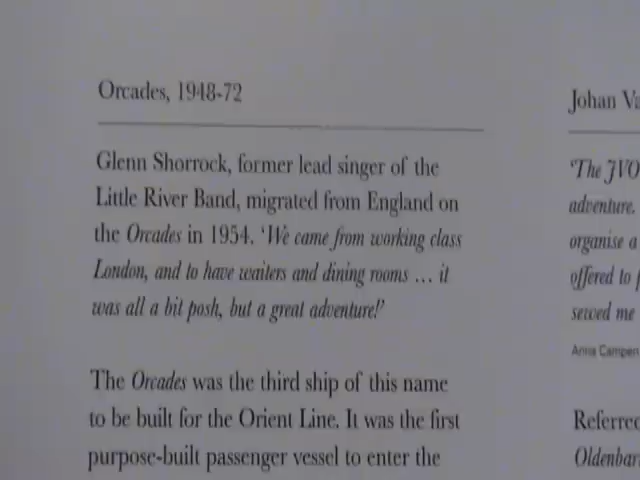 Orcades, 1948-72
Glenn Shorrock, former lead singer of the
Little River Band, migrated from England on
the Orcades in 1954. ‘We came from working class
London, and to have waiters and dining rooms ... it
was all a bit posh, but a great adventure!’
The Orcades was the third ship of this name
to be built for the Orient Line. It was the first
purpose-built passenger vessel to enter the
Johan Va
‘The JVO
adventure.
organise a
offered to
sewed me
Anna Campen
Referred
Oldenbar